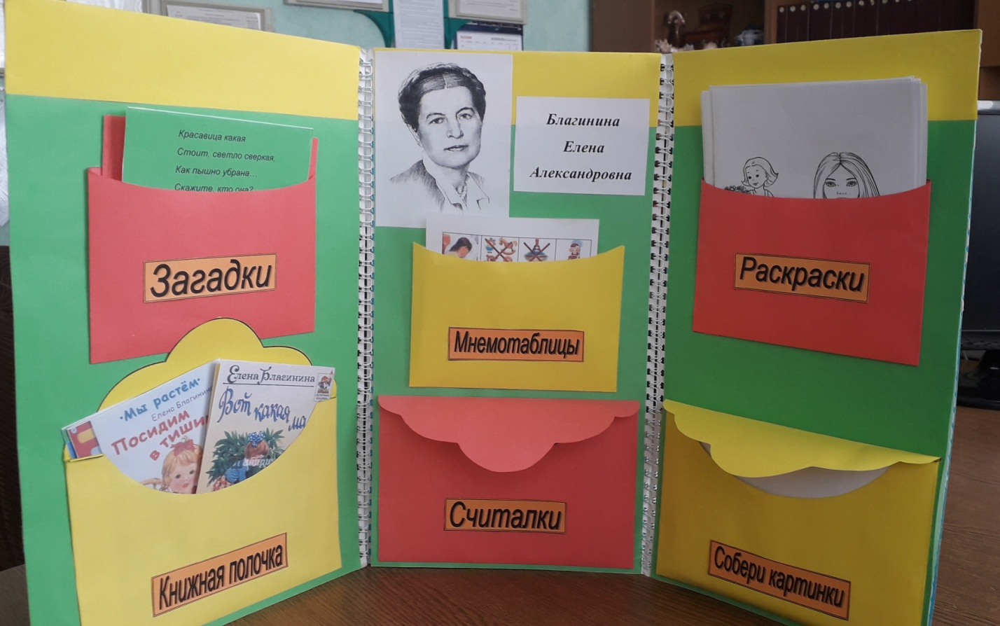 Красавица какая
Стоит, светло сверкая,
Как пышно убрана...
Скажите, кто она?
Загадки
Мы растём
Елена Благинина
Посидим
в тишине
Елена Благинина
Вот какая
ма
Книжная полочка
Благинина
Елена
Александровна
Мнемотаблицы
Считалки
Раскраски
Собери картинки